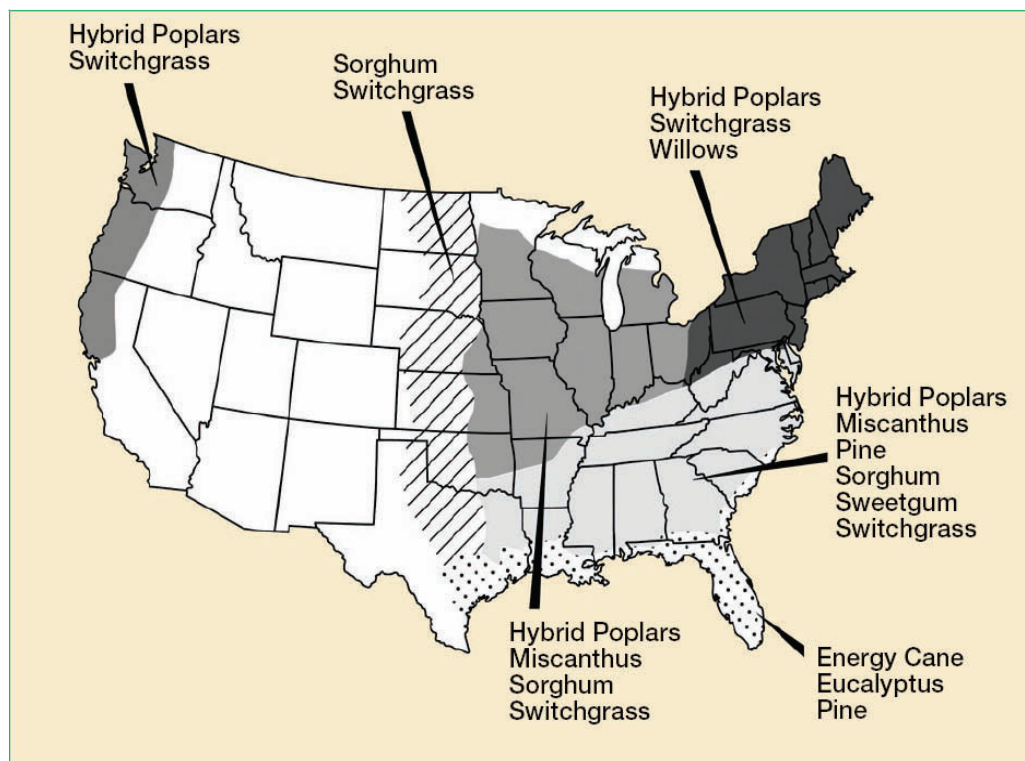 Hybrid Poplars
Switchgrass
Sorghum
Switchgrass
Hybrid Poplars
Switchgrass
Willows
Hybrid Poplars
Miscanthus
Pine
Sorghum
Sweetgum
Switchgrass
Hybrid Poplars
Miscanthus
Sorghum
Switchgrass
Energy Cane
Eucalyptus
Pine